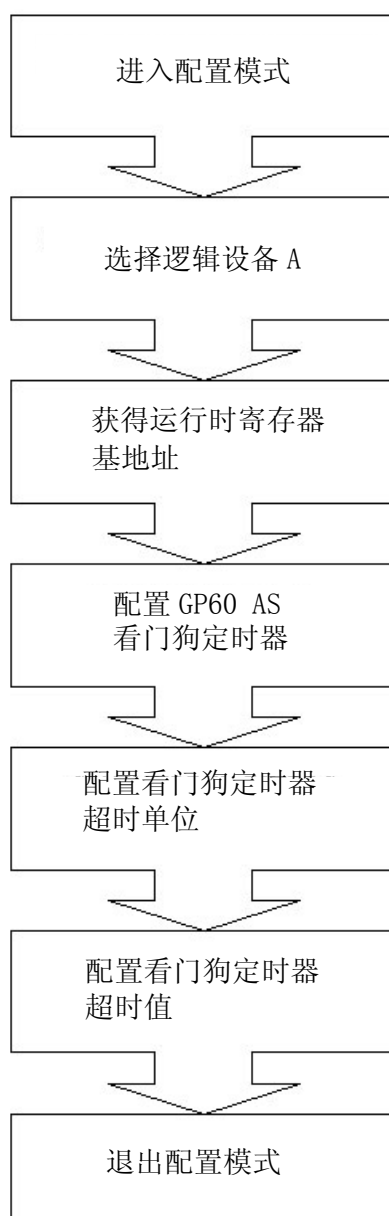 进入配置模式
选择逻辑设备 A
获得运行时寄存器
基地址
配置 GP60 AS
看门狗定时器
配置看门狗定时器
超时单位
配置看门狗定时器
超时值
退出配置模式